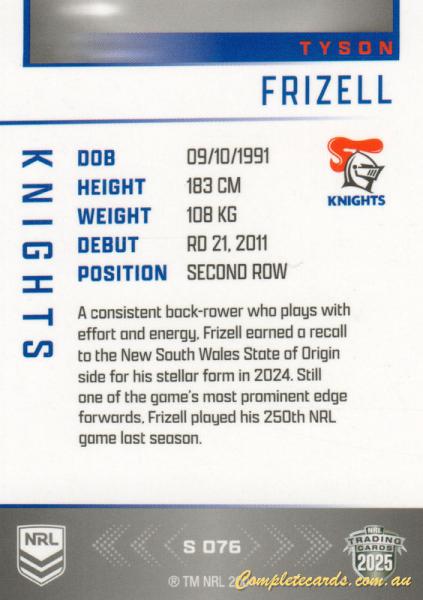 TYSON
FRIZELL
KNIGHTS
DOB 09/10/1991
HEIGHT 183 CM
WEIGHT 108 KG
DEBUT RD 21, 2011
POSITION SECOND ROW
KNIGHTS
A consistent back-rower who plays with
effort and energy, Frizell earned a recall
to the New South Wales State of Origin
side for his stellar form in 2024. Still
one of the game's most prominent edge
forwards, Frizell played his 250th NRL
game last season.
NRL
S 076
NRL
TRADING
CARDS
2025
® TM NRL
Completecards.com.au